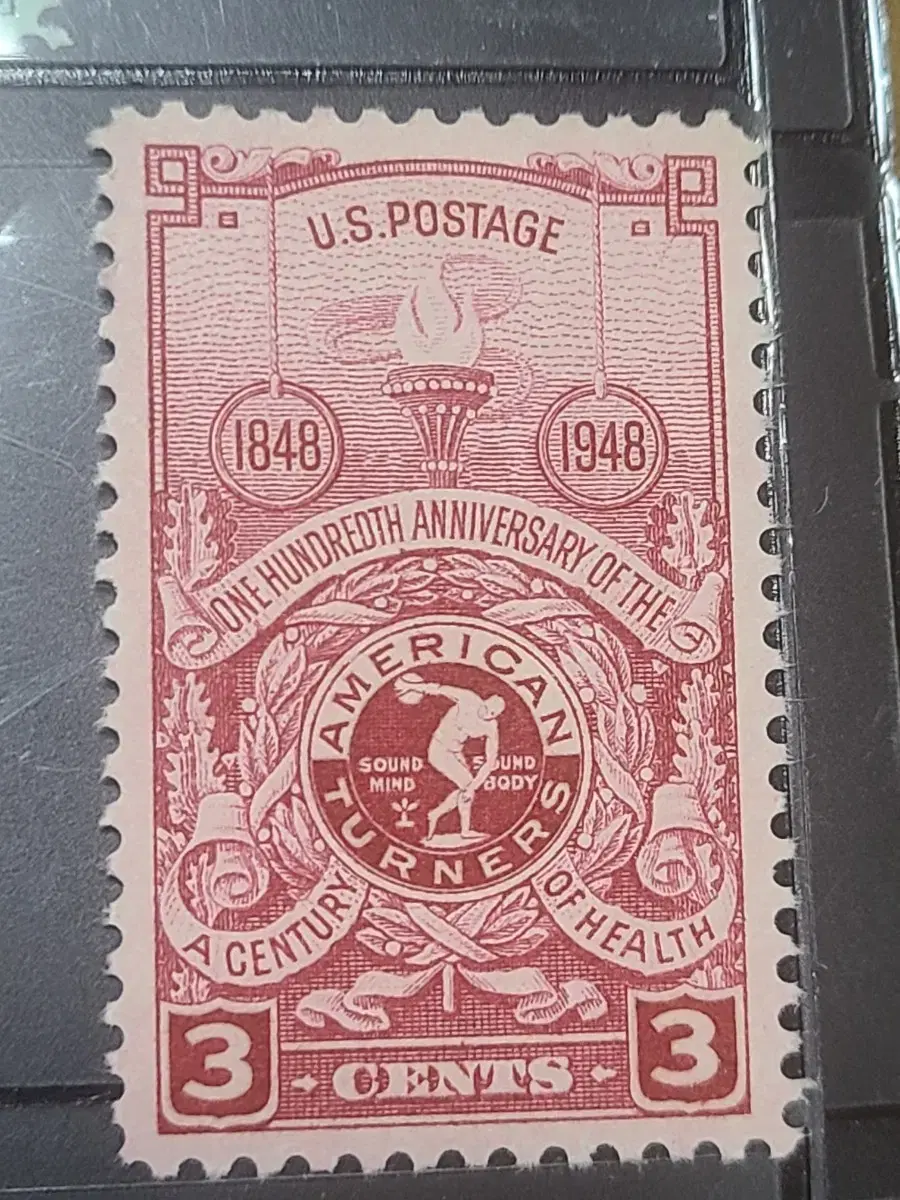 U.S.POSTAGE
1848
1948
ONE HUNDREDTH ANNIVERSARY OF THE
AMERICAN
SOUND SOUND
MIND BODY
TURNERS
A CENTURY
OF HEALTH
3 CENTS 3